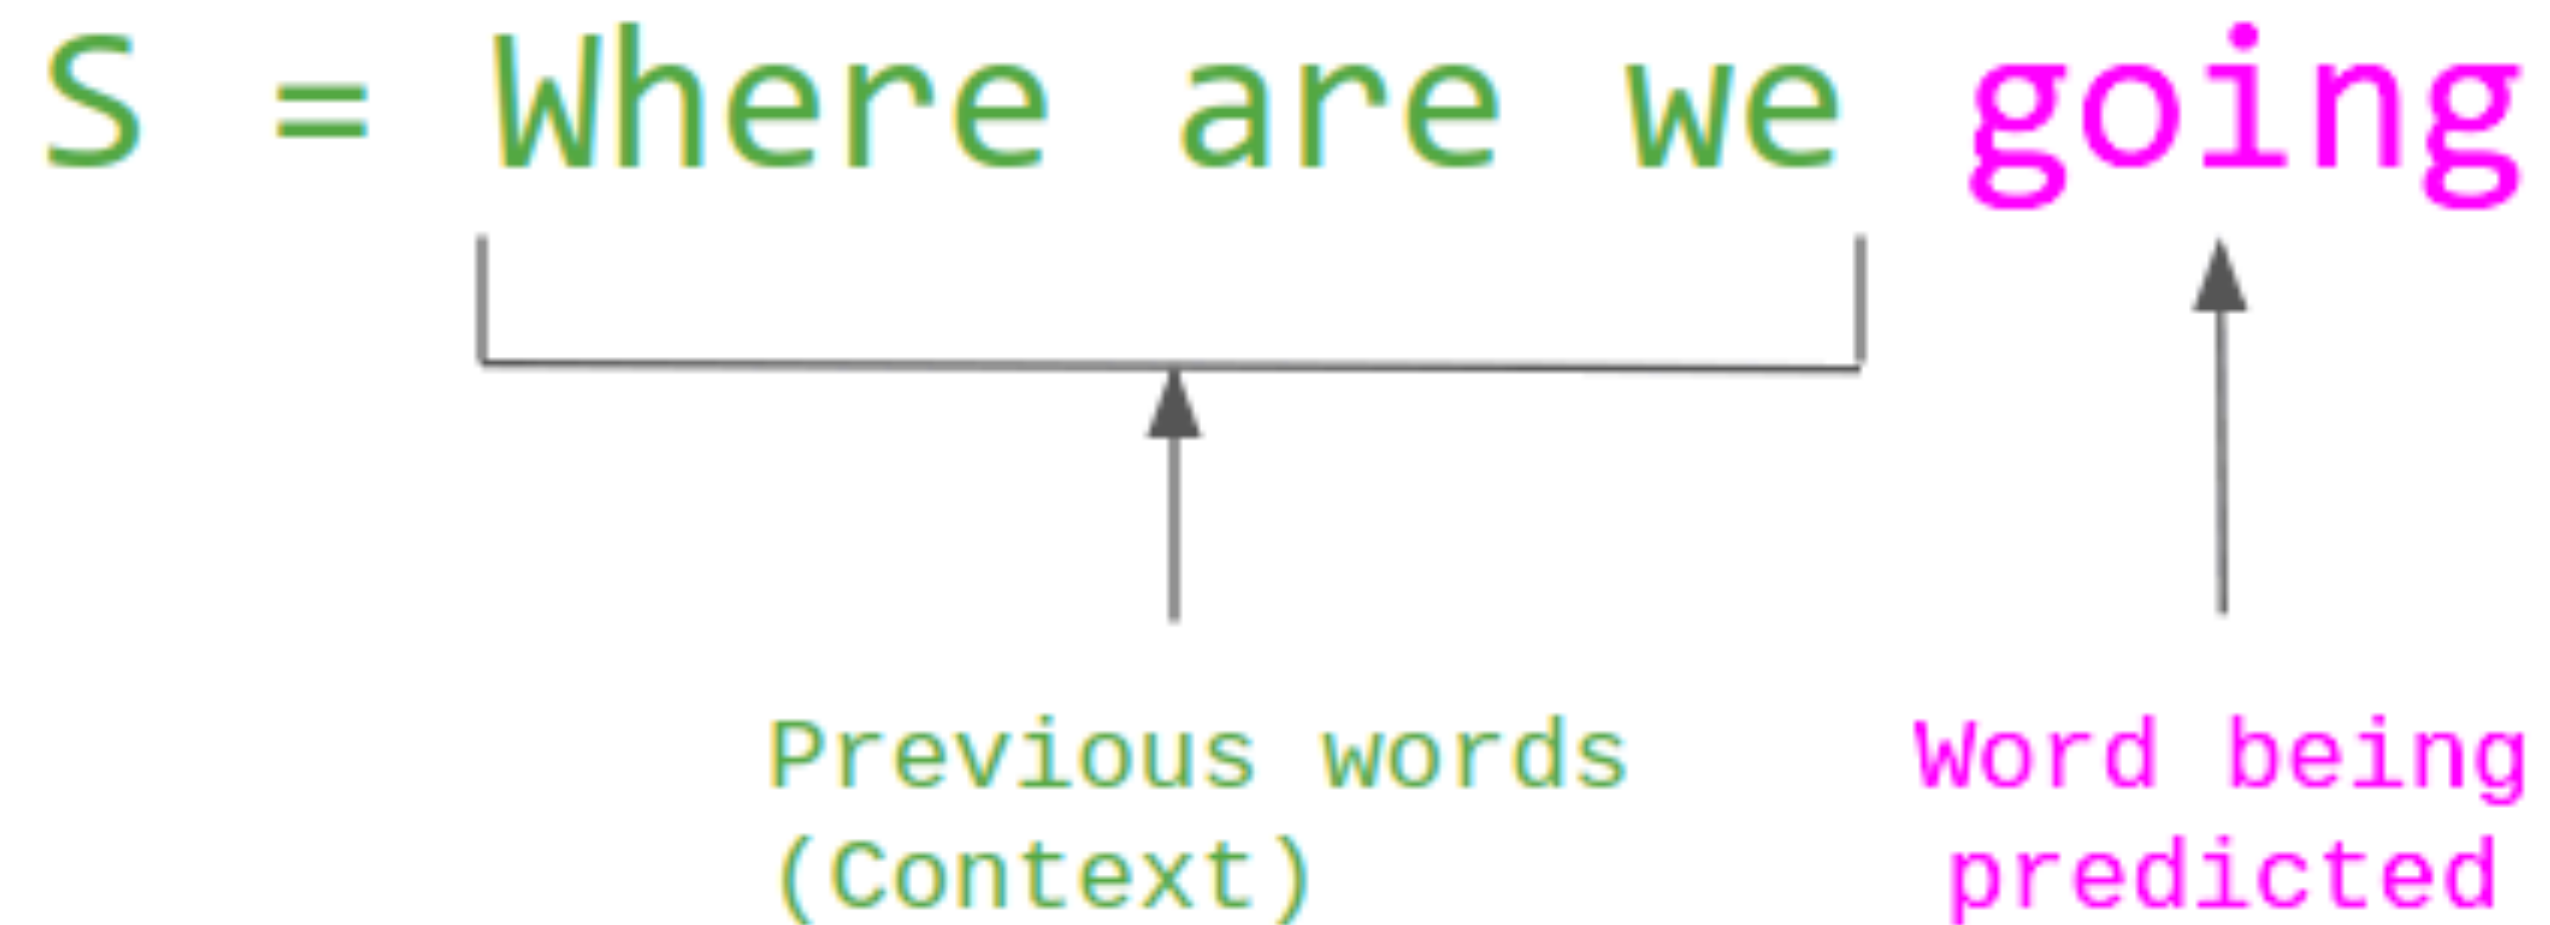 S = Where are we going
Previous words
(Context)
Word being
predicted